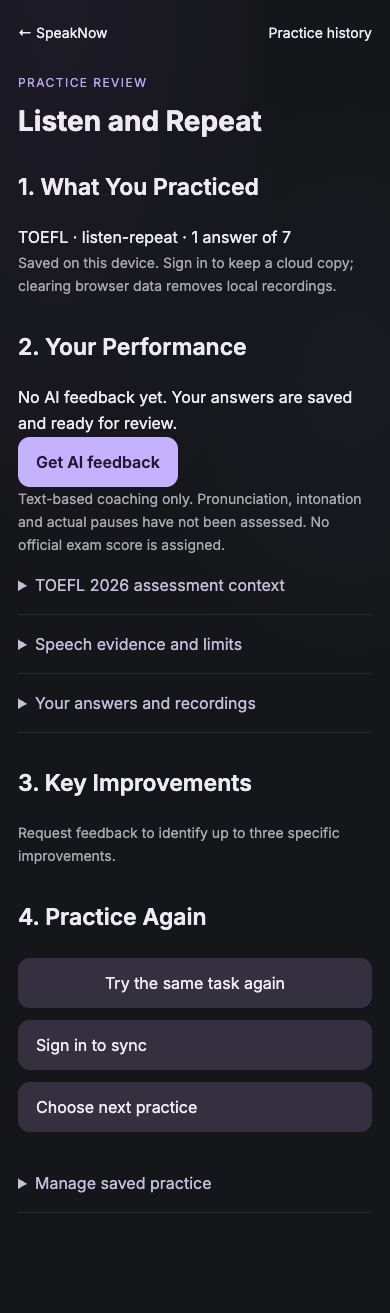 ← SpeakNow
Practice history
PRACTICE REVIEW
Listen and Repeat
1. What You Practiced
TOEFL · listen-repeat · 1 answer of 7
Saved on this device. Sign in to keep a cloud copy;
clearing browser data removes local recordings.
2. Your Performance
No AI feedback yet. Your answers are saved
and ready for review.
Get AI feedback
Text-based coaching only. Pronunciation, intonation
and actual pauses have not been assessed. No
official exam score is assigned.
▶ TOEFL 2026 assessment context
▶ Speech evidence and limits
▶ Your answers and recordings
3. Key Improvements
Request feedback to identify up to three specific
improvements.
4. Practice Again
Try the same task again
Sign in to sync
Choose next practice
▶ Manage saved practice